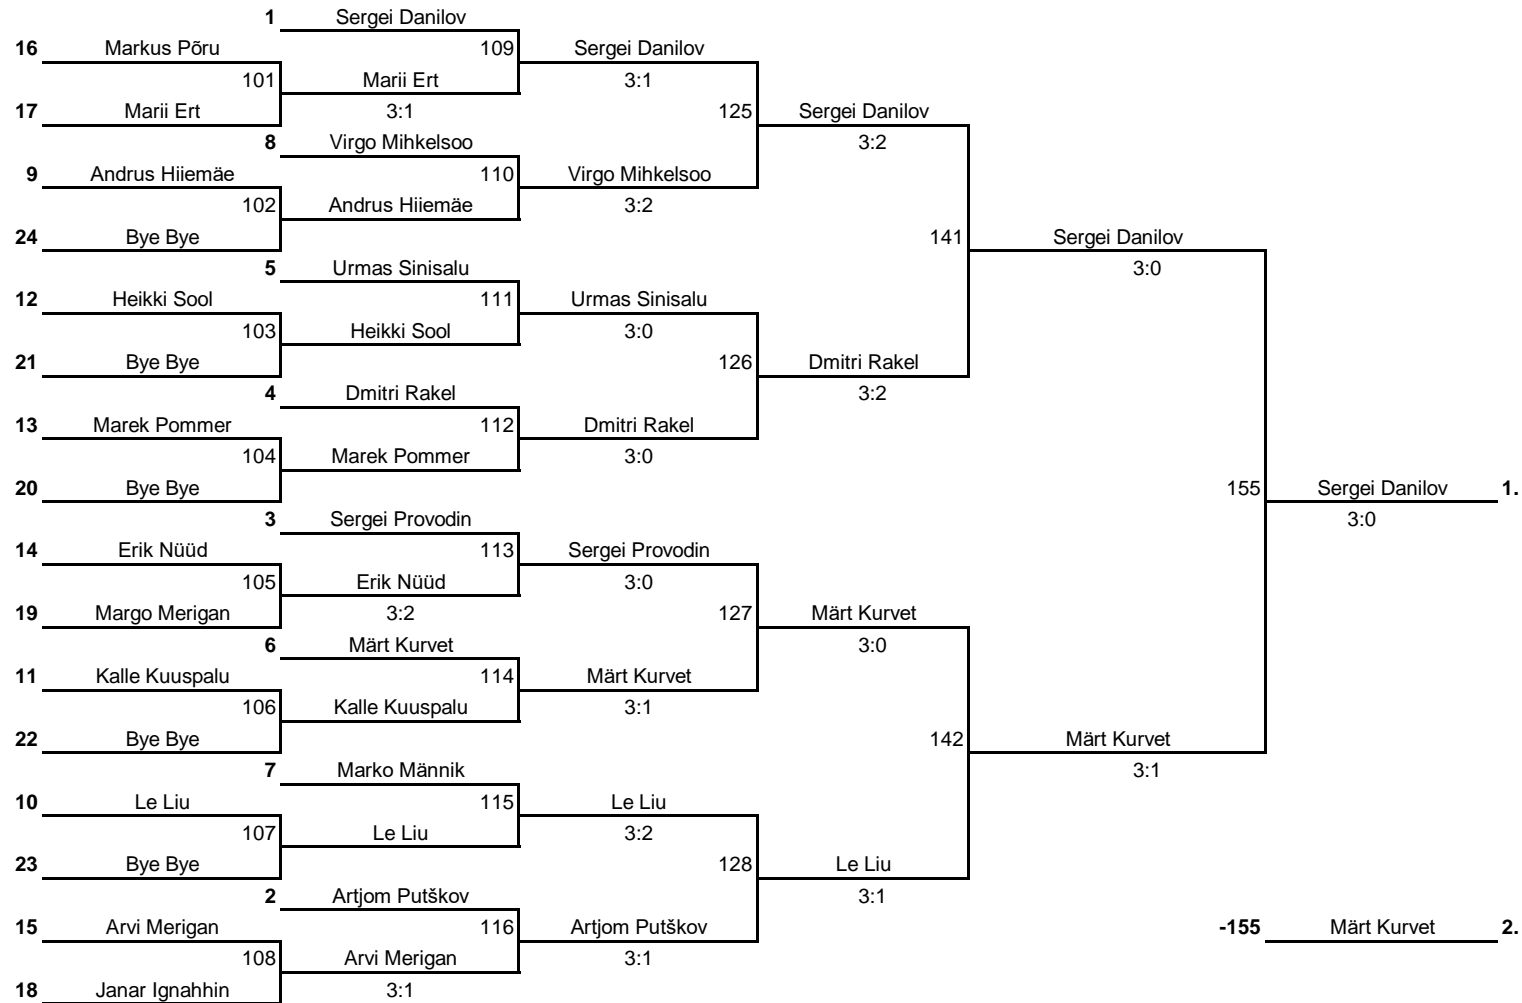 1 Sergei Danilov
16 Markus Põru 109 Sergei Danilov
101 Marii Ert 3:1
17 Marii Ert 3:1 125 Sergei Danilov
8 Virgo Mihkelsoo 3:2
9 Andrus Hiiemäe 110 Virgo Mihkelsoo
102 Andrus Hiiemäe 3:2
24 Bye Bye 141 Sergei Danilov
5 Urmas Sinisalu 3:0
12 Heikki Sool 111 Urmas Sinisalu
103 Heikki Sool 3:0
21 Bye Bye 126 Dmitri Rakel
4 Dmitri Rakel 3:2
13 Marek Pommer 112 Dmitri Rakel
104 Marek Pommer 3:0
20 Bye Bye 155 Sergei Danilov 1.
3 Sergei Provodin 3:0
14 Erik Nüüd 113 Sergei Provodin
105 Erik Nüüd 3:0
19 Margo Merigan 3:2 127 Märt Kurvet
6 Märt Kurvet 3:0
11 Kalle Kuuspalu 114 Märt Kurvet
106 Kalle Kuuspalu 3:1
22 Bye Bye 142 Märt Kurvet
7 Marko Männik 3:1
10 Le Liu 115 Le Liu
107 Le Liu 3:2
23 Bye Bye 128 Le Liu
2 Artjom Putškov 3:1
15 Arvi Merigan 116 Artjom Putškov -155 Märt Kurvet 2.
108 Arvi Merigan 3:1
18 Janar Ignahhin 3:1